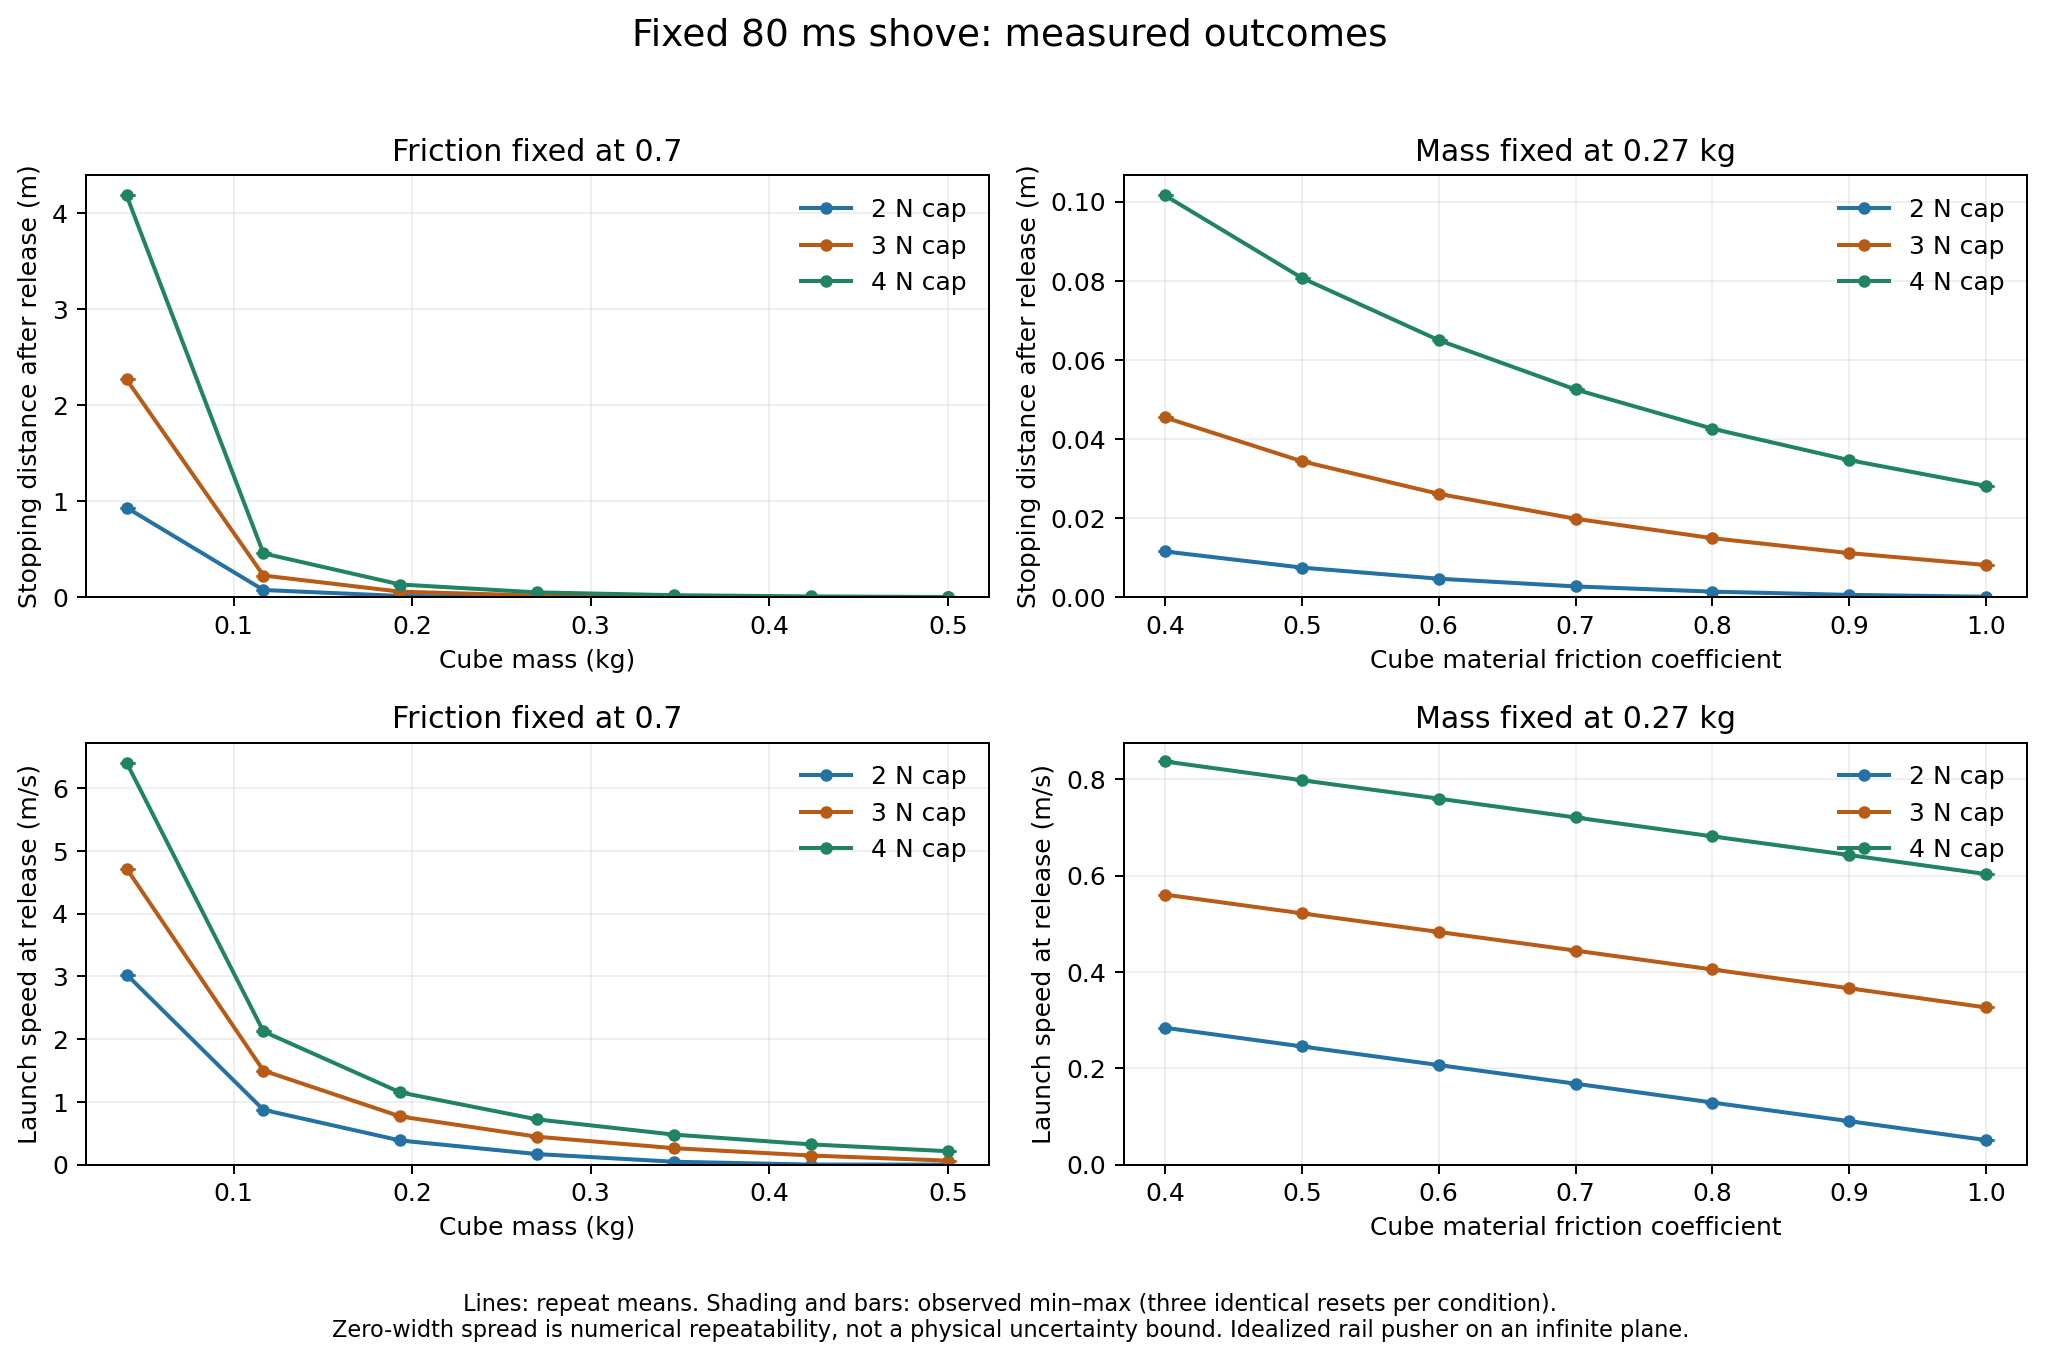 Fixed 80 ms shove: measured outcomes
Friction fixed at 0.7
Stopping distance after release (m)
4
3
2
1
0
2 N cap
3 N cap
4 N cap
0.1 0.2 0.3 0.4 0.5
Cube mass (kg)
Mass fixed at 0.27 kg
Stopping distance after release (m)
0.10
0.08
0.06
0.04
0.02
0.00
2 N cap
3 N cap
4 N cap
0.4 0.5 0.6 0.7 0.8 0.9 1.0
Cube material friction coefficient
Friction fixed at 0.7
Launch speed at release (m/s)
6
5
4
3
2
1
0
2 N cap
3 N cap
4 N cap
0.1 0.2 0.3 0.4 0.5
Cube mass (kg)
Mass fixed at 0.27 kg
Launch speed at release (m/s)
0.8
0.6
0.4
0.2
0.0
2 N cap
3 N cap
4 N cap
0.4 0.5 0.6 0.7 0.8 0.9 1.0
Cube material friction coefficient
Lines: repeat means. Shading and bars: observed min–max (three identical resets per condition).
Zero-width spread is numerical repeatability, not a physical uncertainty bound. Idealized rail pusher on an infinite plane.